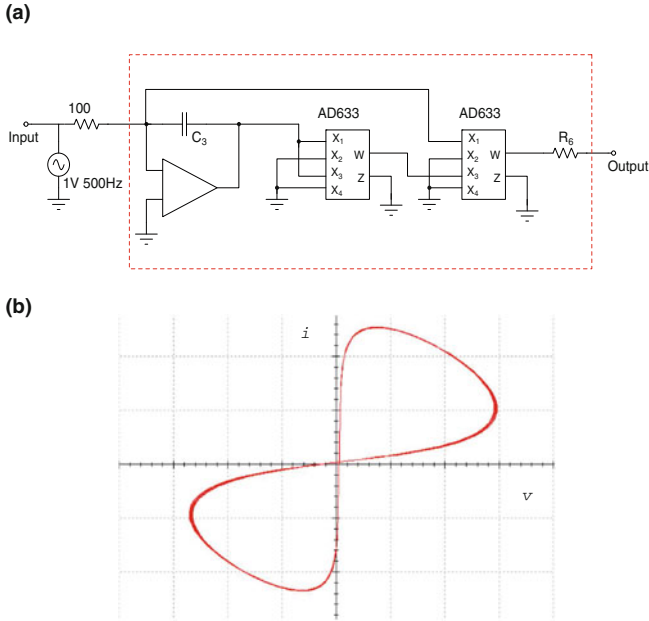 (a)
100
Input
1V 500Hz
C3
AD633
X1
X2
X3
X4
W
Z
AD633
X1
X2
X3
X4
W
Z
R6
Output
(b)
i
v